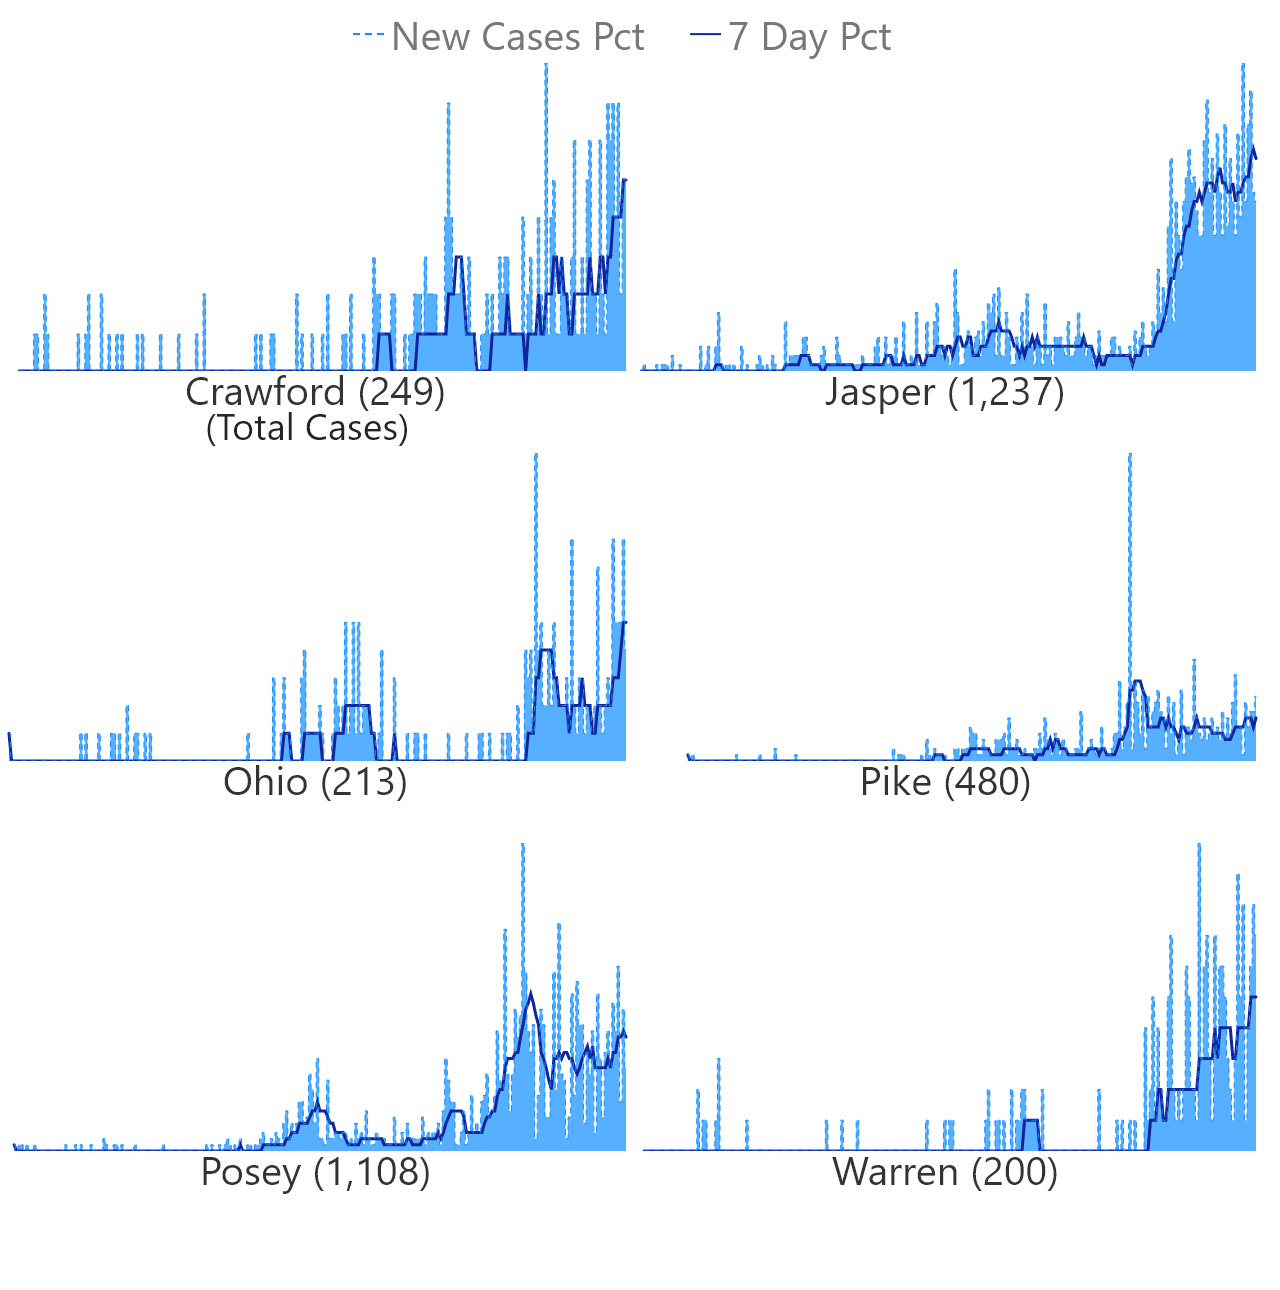 New Cases Pct 7 Day Pct
Crawford (249)
(Total Cases)
Jasper (1,237)
Ohio (213)
Pike (480)
Posey (1,108)
Warren (200)